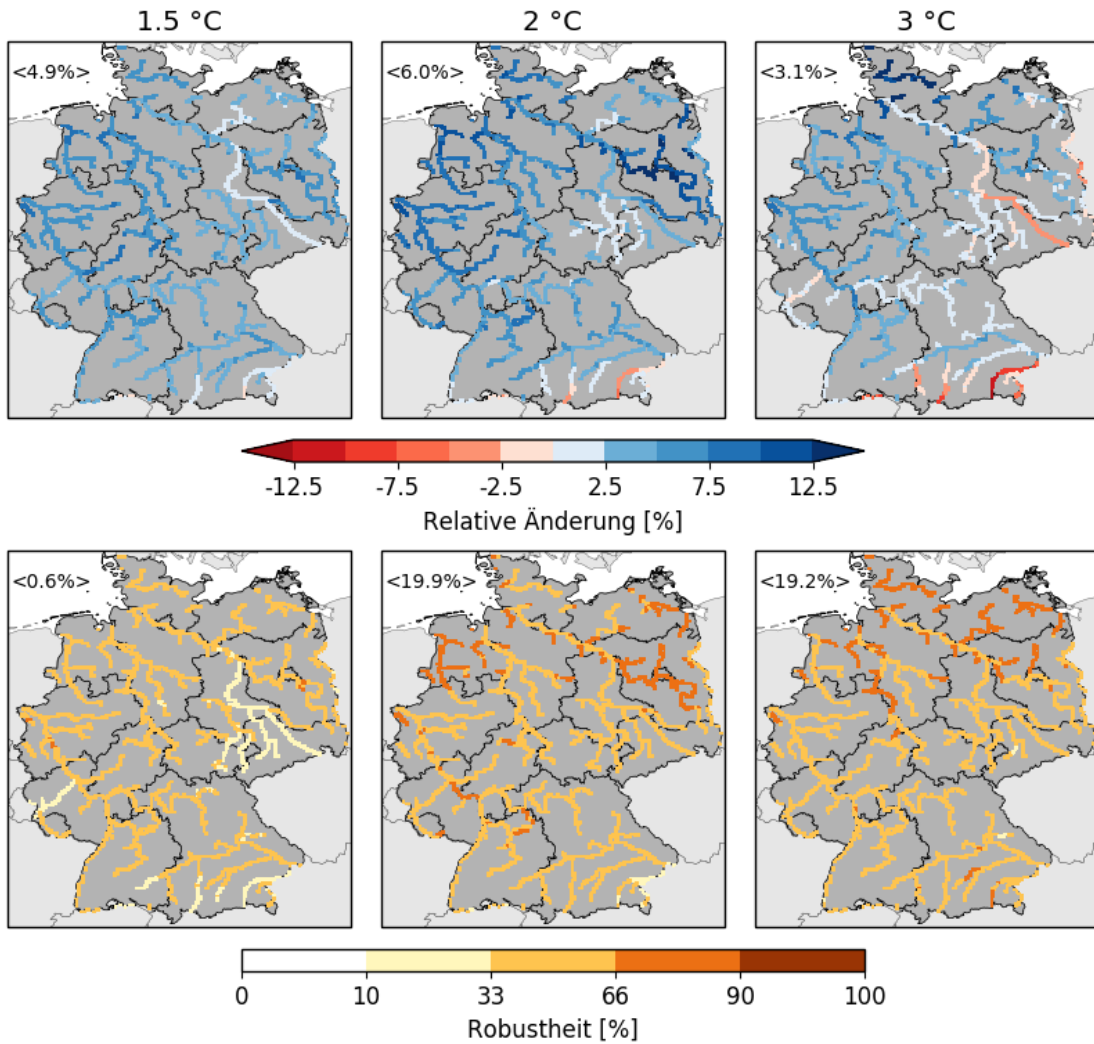 1.5 °C 2 °C 3 °C
<4.9%> <6.0%> <3.1%>
-12.5 -7.5 -2.5 2.5 7.5 12.5
Relative Änderung [%]
<0.6%> <19.9%> <19.2%>
0 10 33 66 90 100
Robustheit [%]